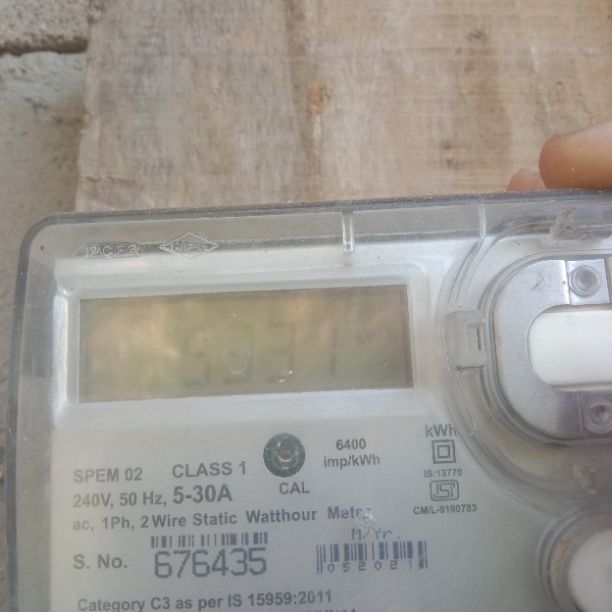 SPEM 02 CLASS 1
6400
imp/kWh
kWh
240V, 50 Hz, 5-30A
CAL
IS:13779
CM/L-9190783
ac, 1Ph, 2 Wire Static Watthour Meter
M/Yr.
S. No. 676435
052021
Category C3 as per IS 15959:2011